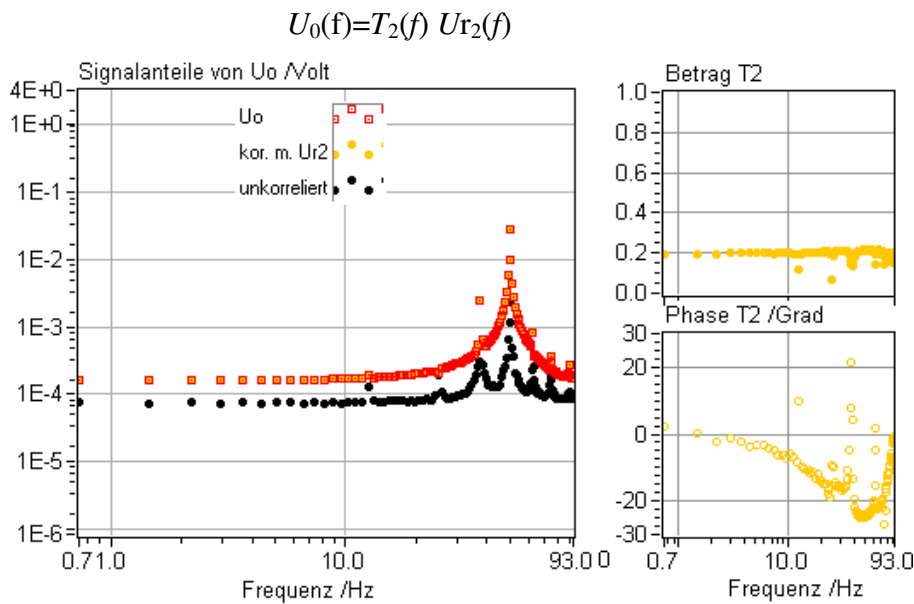 U₀(f)=T₂(f) Ur₂(f)
Signalanteile von Uo /Volt
4E+0
1E+0
1E-1
1E-2
1E-3
1E-4
1E-5
1E-6
Uo
kor. m. Ur2
unkorreliert
0.7 1.0 10.0 93.0
Frequenz /Hz
Betrag T2
1.0
0.8
0.6
0.4
0.2
0.0
Phase T2 /Grad
30
20
0
-20
-30
0.7 10.0 93.0
Frequenz /Hz
0